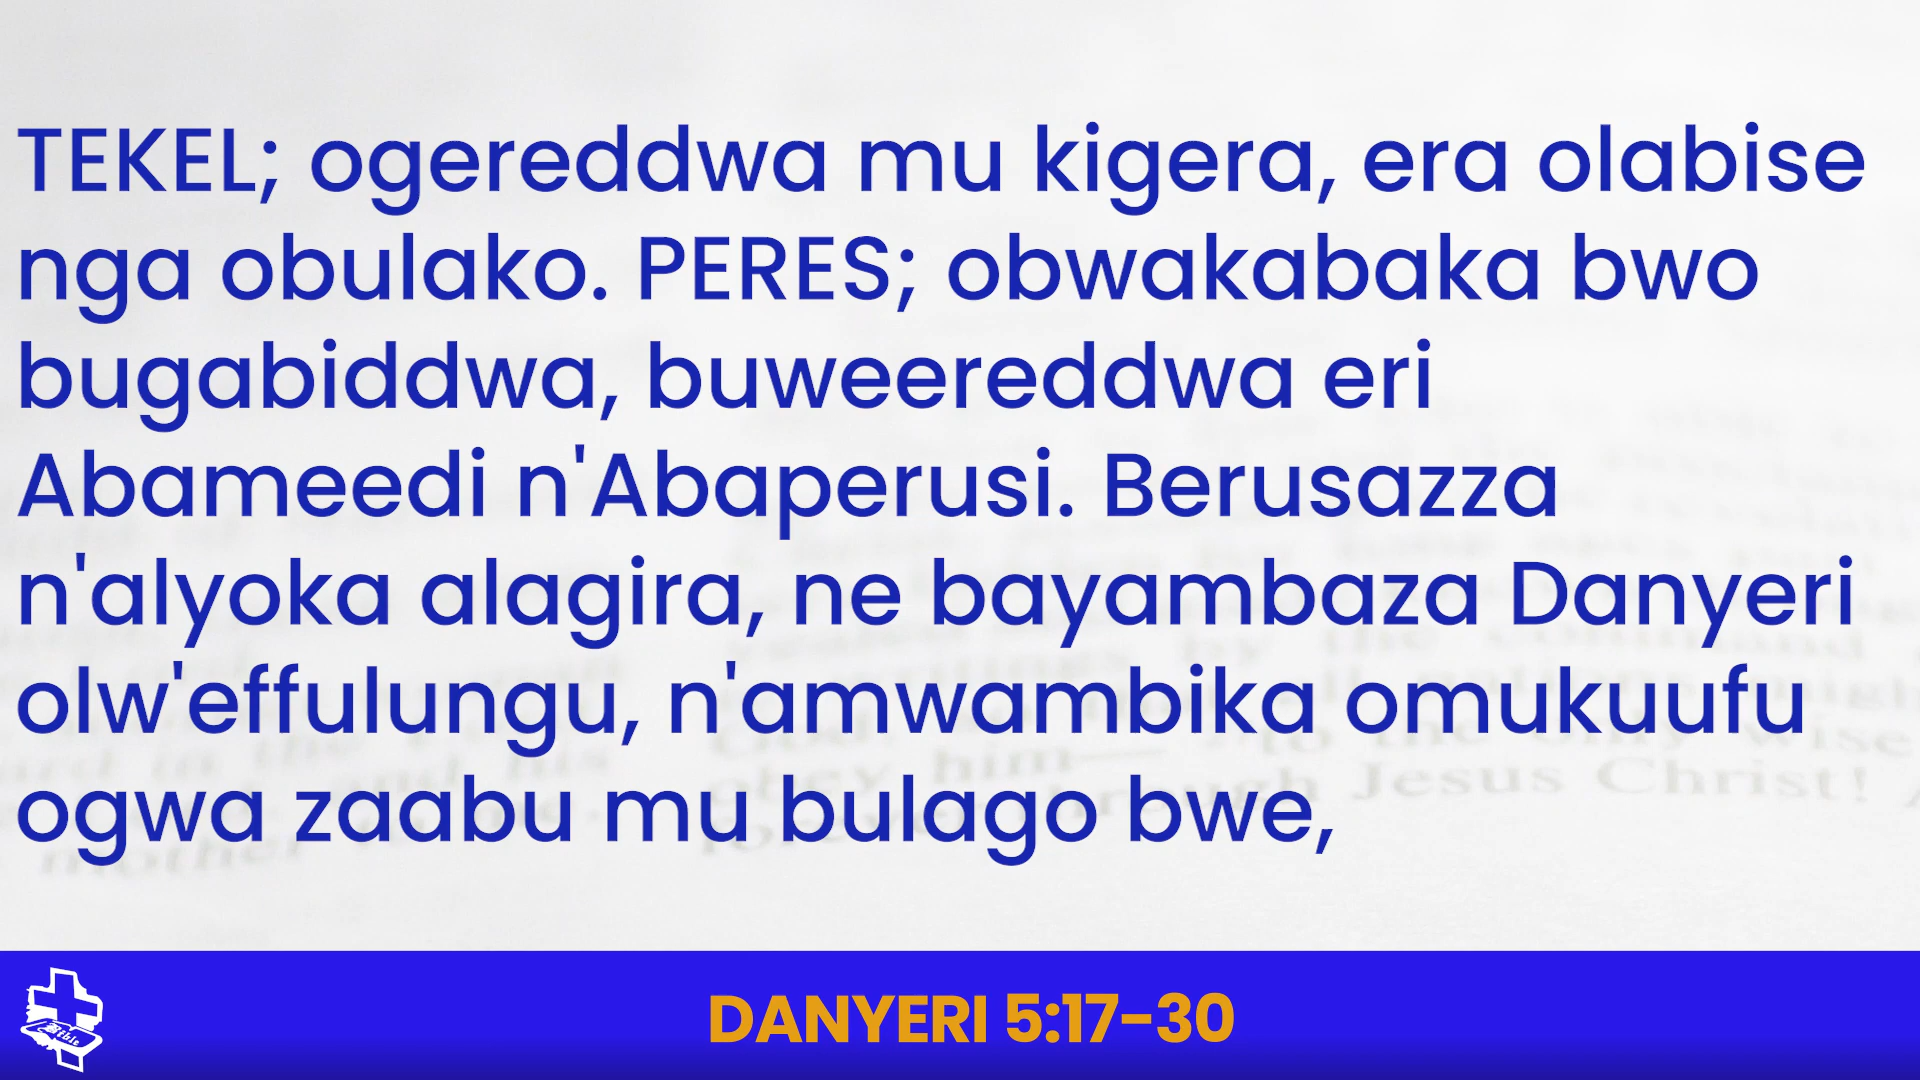 TEKEL; ogereddwa mu kigera, era olabise
nga obulako. PERES; obwakabaka bwo
bugabiddwa, buweereddwa eri
Abameedi n'Abaperusi. Berusazza
n'alyoka alagira, ne bayambaza Danyeri
olw'effulungu, n'amwambika omukuufu
ogwa zaabu mu bulago bwe,
Bible
DANYERI 5:17-30